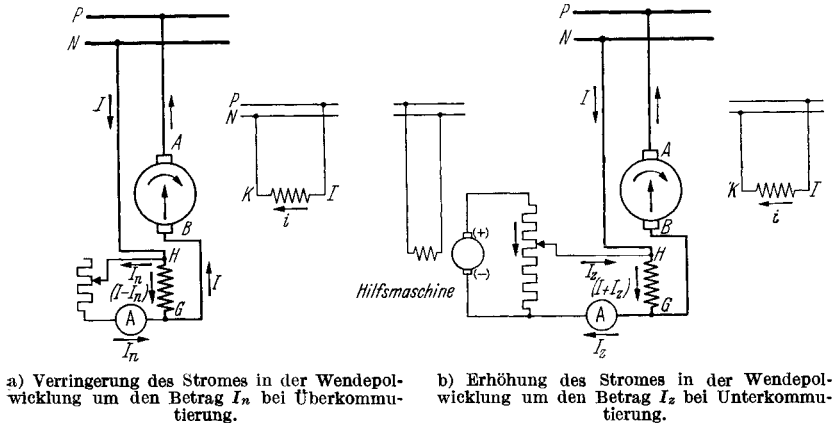 P
N
I
A
B
P
N
K
I
i
H
I_n
(I–I_n)
G
I
A
I_n
P
N
I
A
B
K
I
i
(+)
(–)
Hilfsmaschine
H
I_z
(I+I_z)
G
A
I_z
a) Verringerung des Stromes in der Wendepol-
wicklung um den Betrag I_n bei Überkommu-
tierung.
b) Erhöhung des Stromes in der Wendepol-
wicklung um den Betrag I_z bei Unterkommu-
tierung.